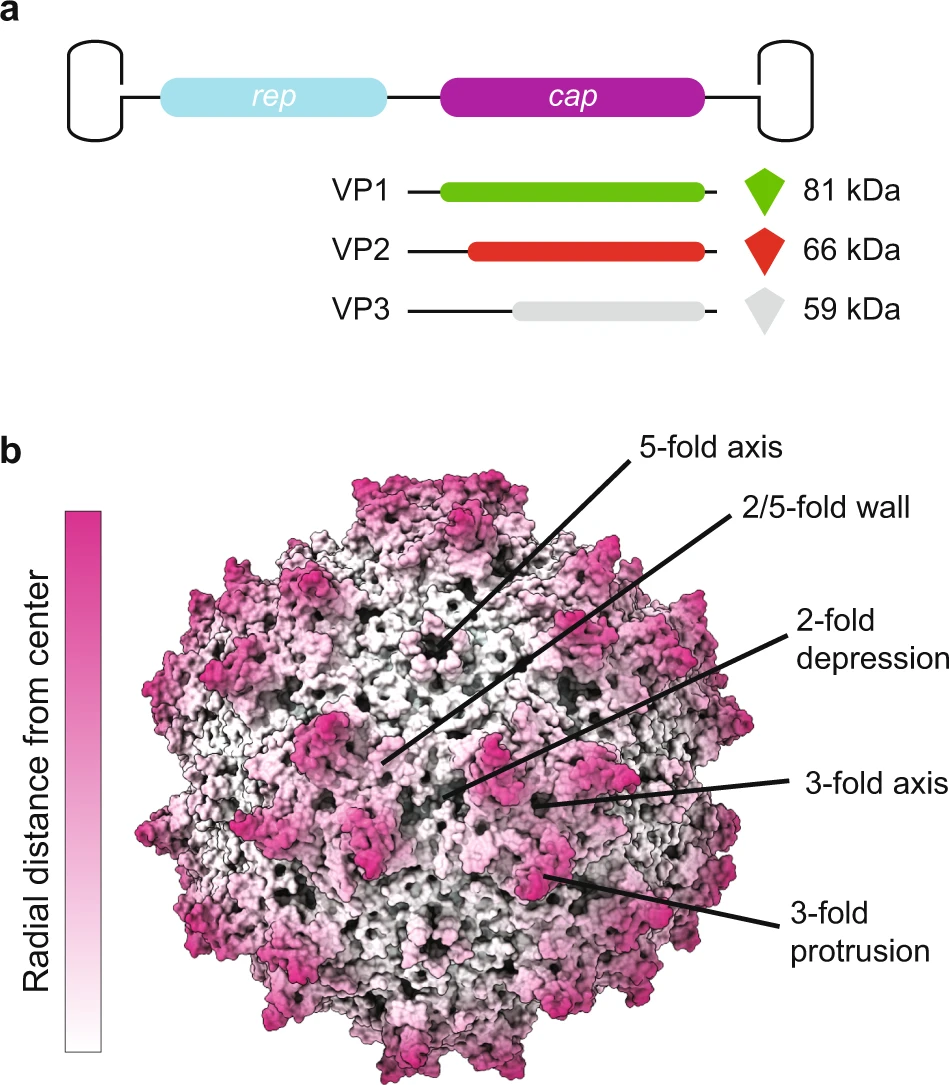 a
rep
cap
VP1
81 kDa
VP2
66 kDa
VP3
59 kDa
b
5-fold axis
2/5-fold wall
2-fold
depression
3-fold axis
3-fold
protrusion
Radial distance from center